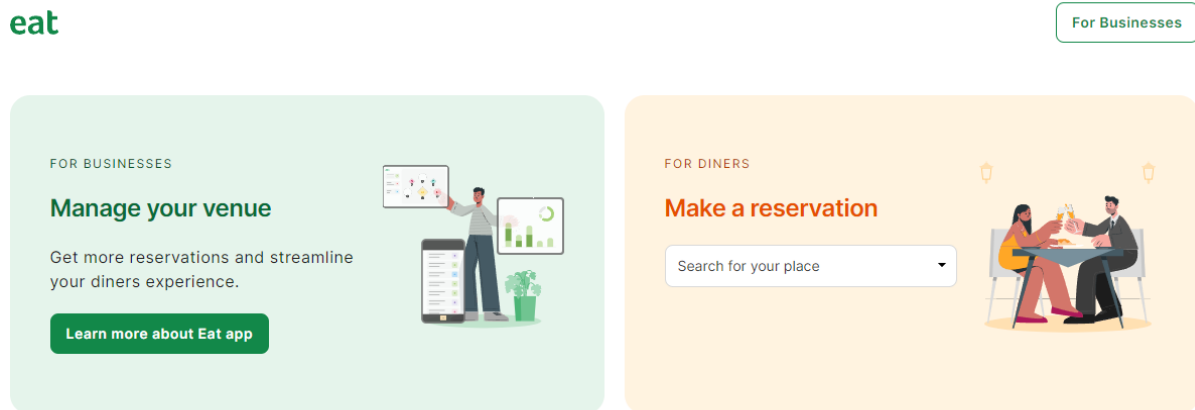 eat
For Businesses
FOR BUSINESSES
Manage your venue
Get more reservations and streamline
your diners experience.
Learn more about Eat app
FOR DINERS
Make a reservation
Search for your place